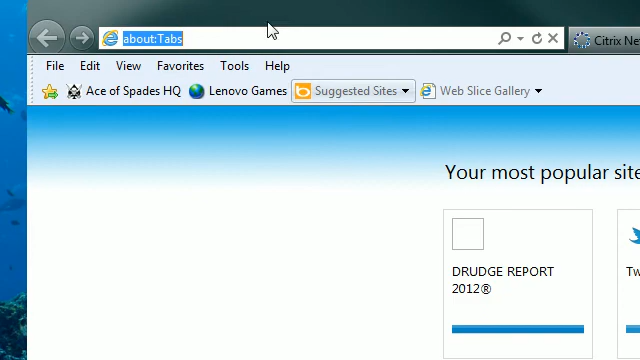 about:Tabs
Citrix Ne
File Edit View Favorites Tools Help
Ace of Spades HQ Lenovo Games Suggested Sites Web Slice Gallery
Your most popular site
DRUDGE REPORT
2012®
Tw